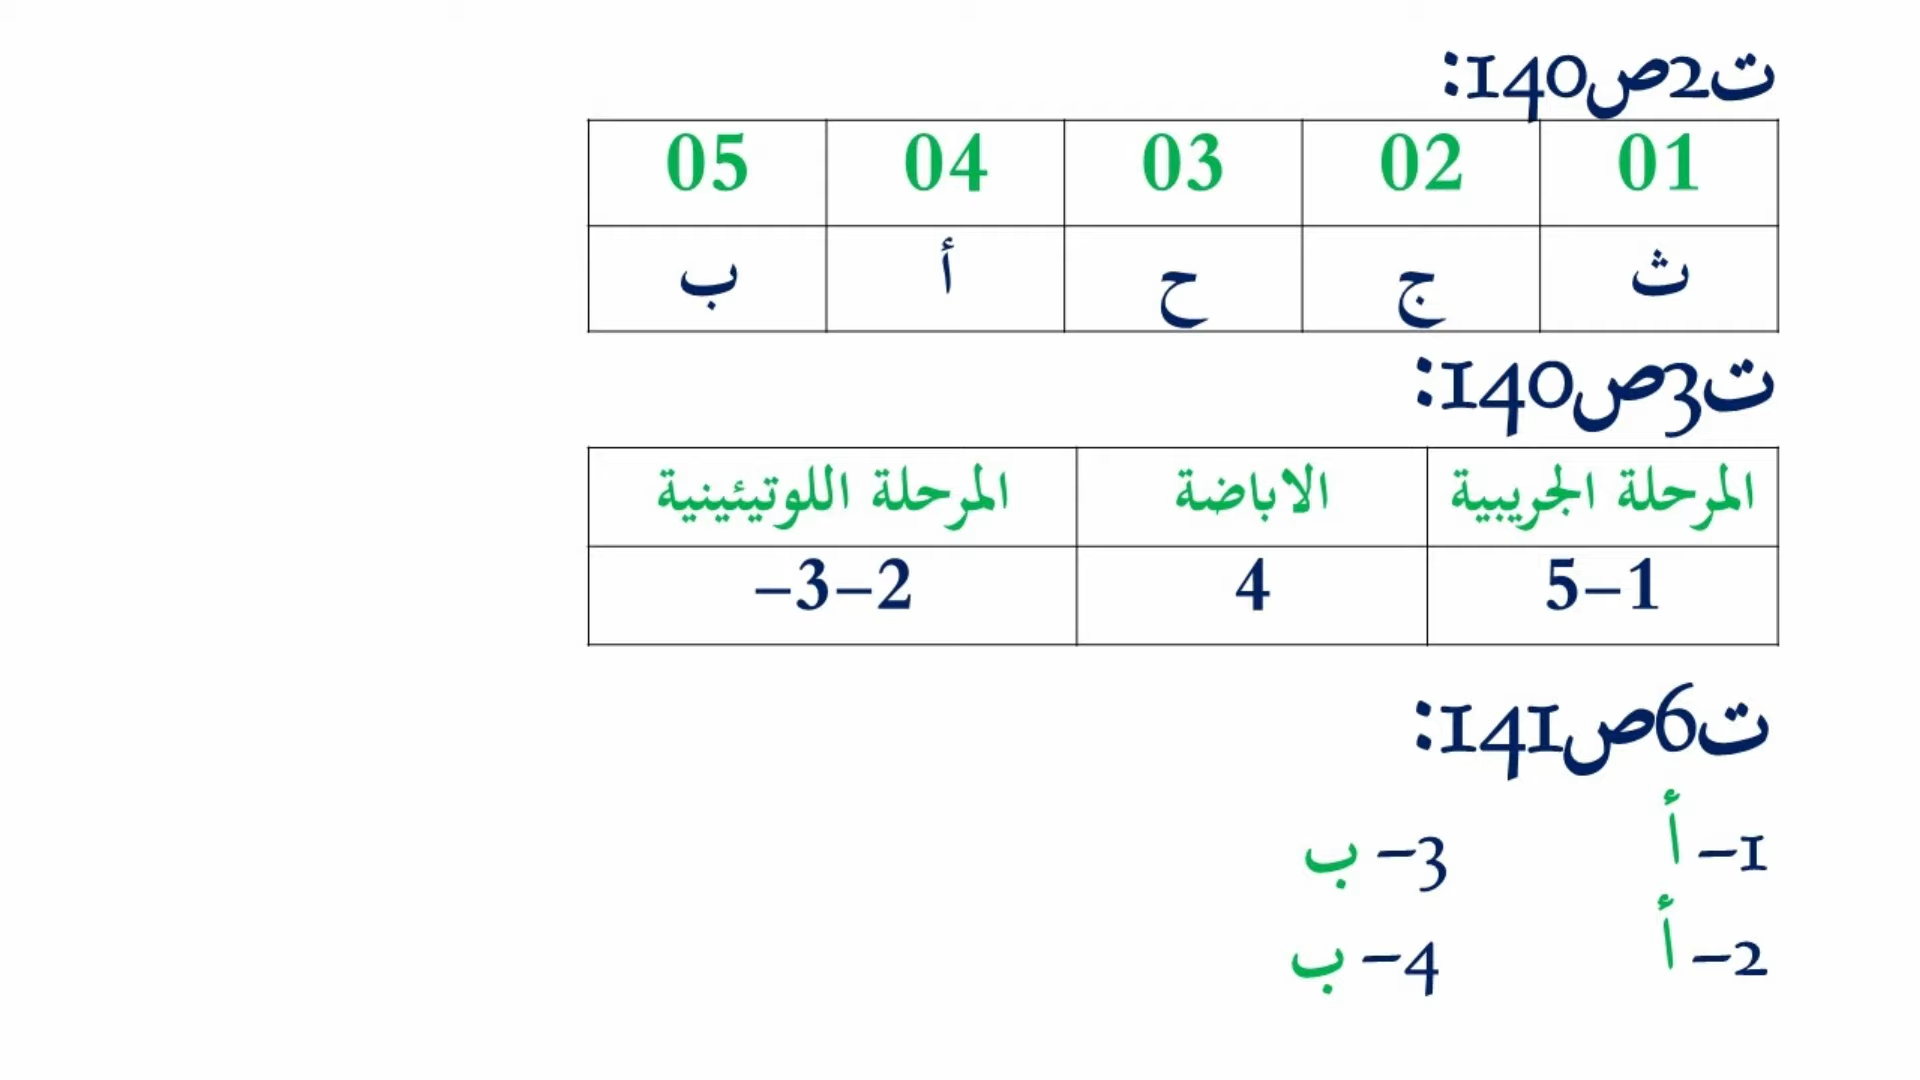 ت2ص140:
01 02 03 04 05
ث ج ح أ ب
ت3ص140:
المرحلة الجريبية الاباضة المرحلة اللوتيئينية
1–5 4 2–3–
ت6ص141:
1– أ 3– ب
2– أ 4– ب